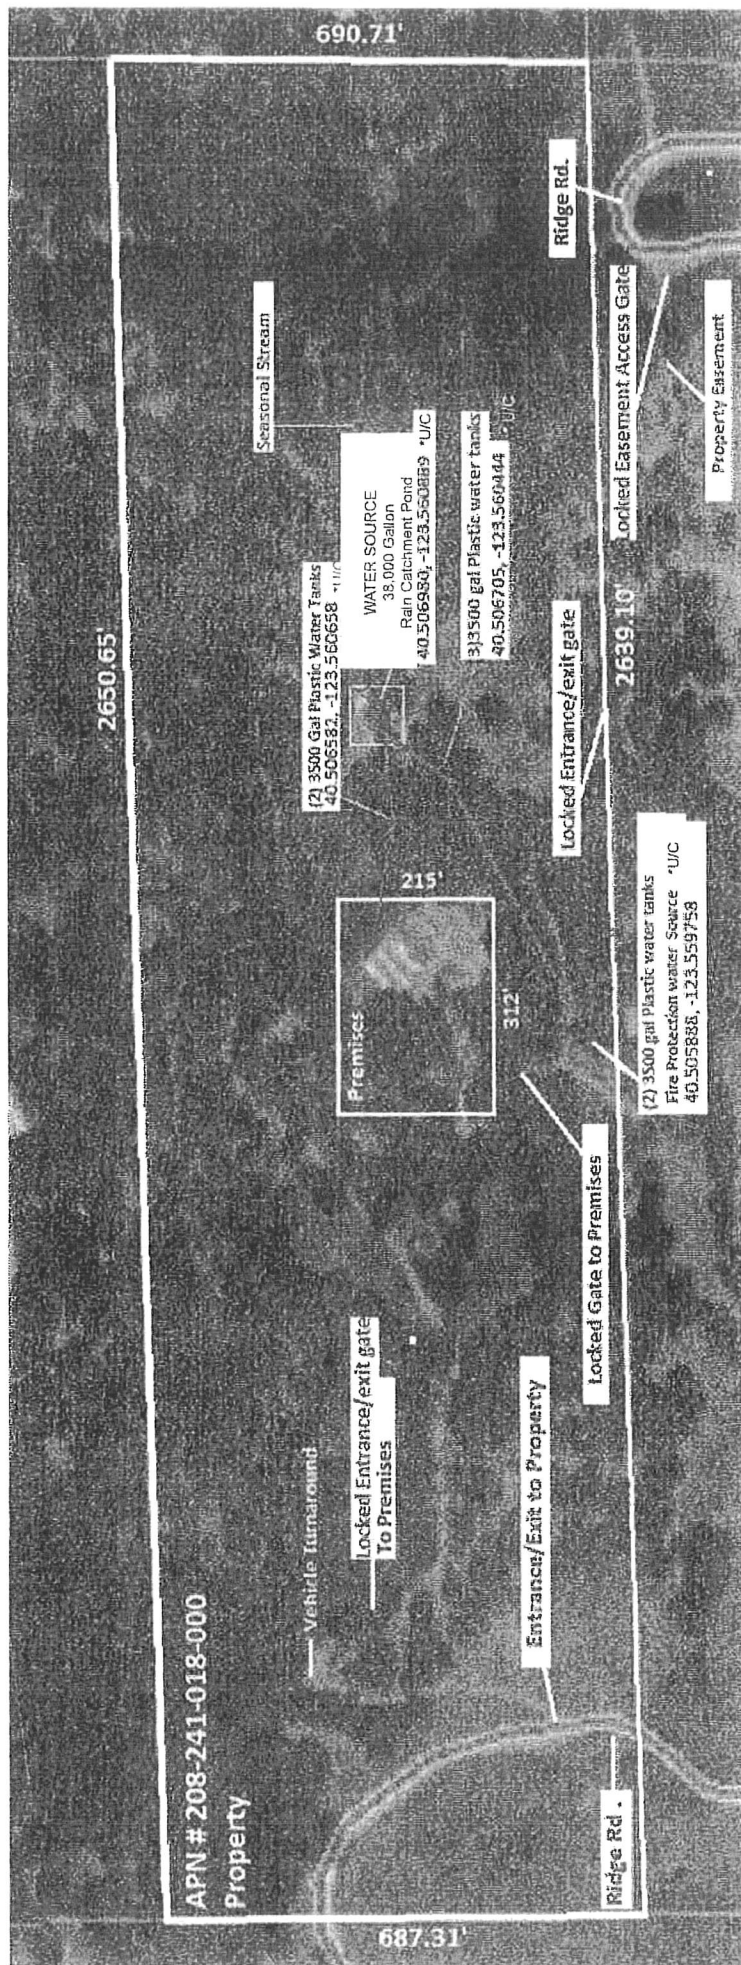 APN # 208-241-018-000
Property
2650.65'
690.71'
687.31'
Vehicle Turnaround
Locked Entrance/exit gate
To Premises
Premises
215'
312'
(2) 3500 Gal Plastic Water Tanks
40.506582, -123.560658 *U/C
Seasonal Stream
WATER SOURCE
38,000 Gallon
Rain Catchment Pond
40.506980, -123.560889 *U/C
3)3500 gal Plastic water tanks
40.506705, -123.560444 *U/C
Entrance/Exit to Property
Ridge Rd.
Locked Entrance/exit gate
Locked Gate to Premises
Ridge Rd .
2639.10'
Locked Easement Access Gate
(2) 3500 gal Plastic water tanks
Fire Protection water Source *U/C
40.505888, -123.559758
Property Easement